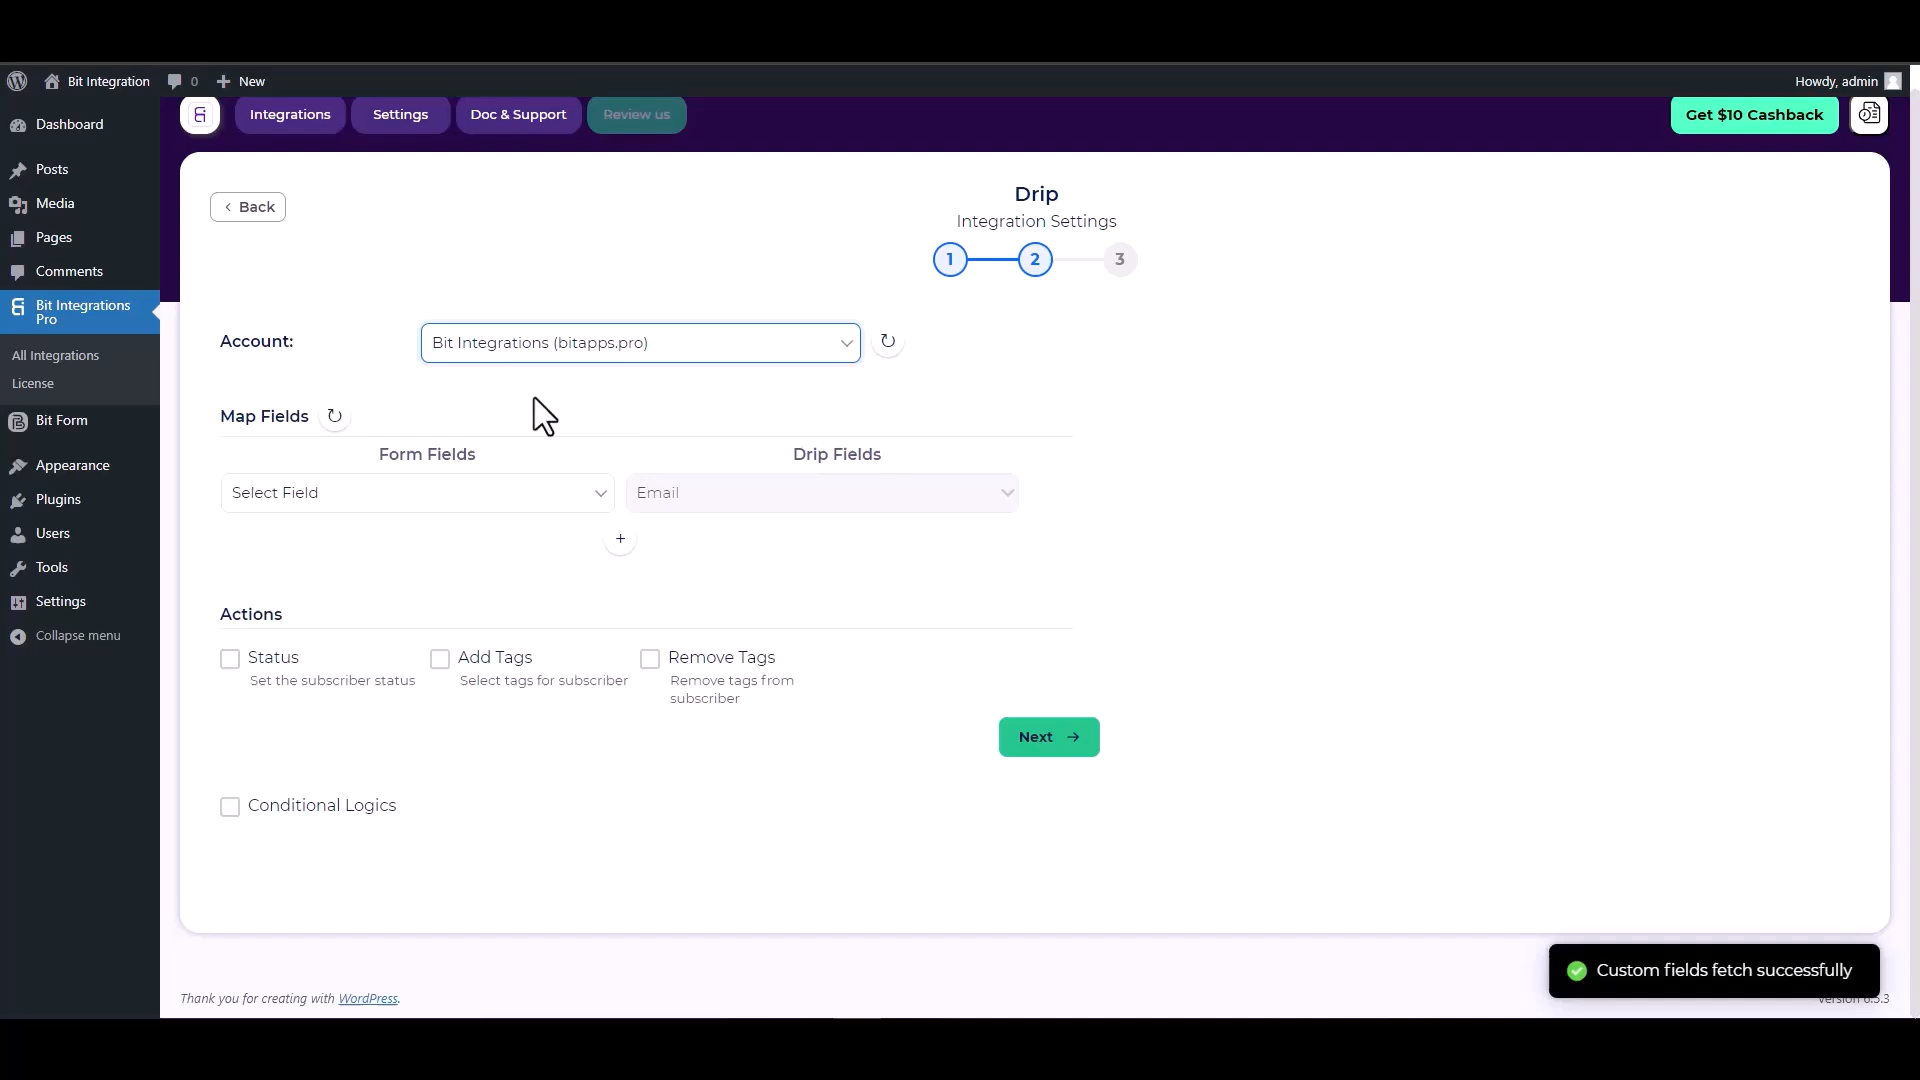 Bit Integration
0
New
Howdy, admin
Integrations
Settings
Doc & Support
Review us
Get $10 Cashback
Dashboard
Posts
Media
Pages
Comments
Bit Integrations
Pro
All Integrations
License
Bit Form
Appearance
Plugins
Users
Tools
Settings
Collapse menu
Back
Drip
Integration Settings
1
2
3
Account:
Bit Integrations (bitapps.pro)
Map Fields
Form Fields
Drip Fields
Select Field
Email
+
Actions
Status
Set the subscriber status
Add Tags
Select tags for subscriber
Remove Tags
Remove tags from
subscriber
Next
Conditional Logics
Custom fields fetch successfully
Thank you for creating with WordPress.
Version 6.5.3